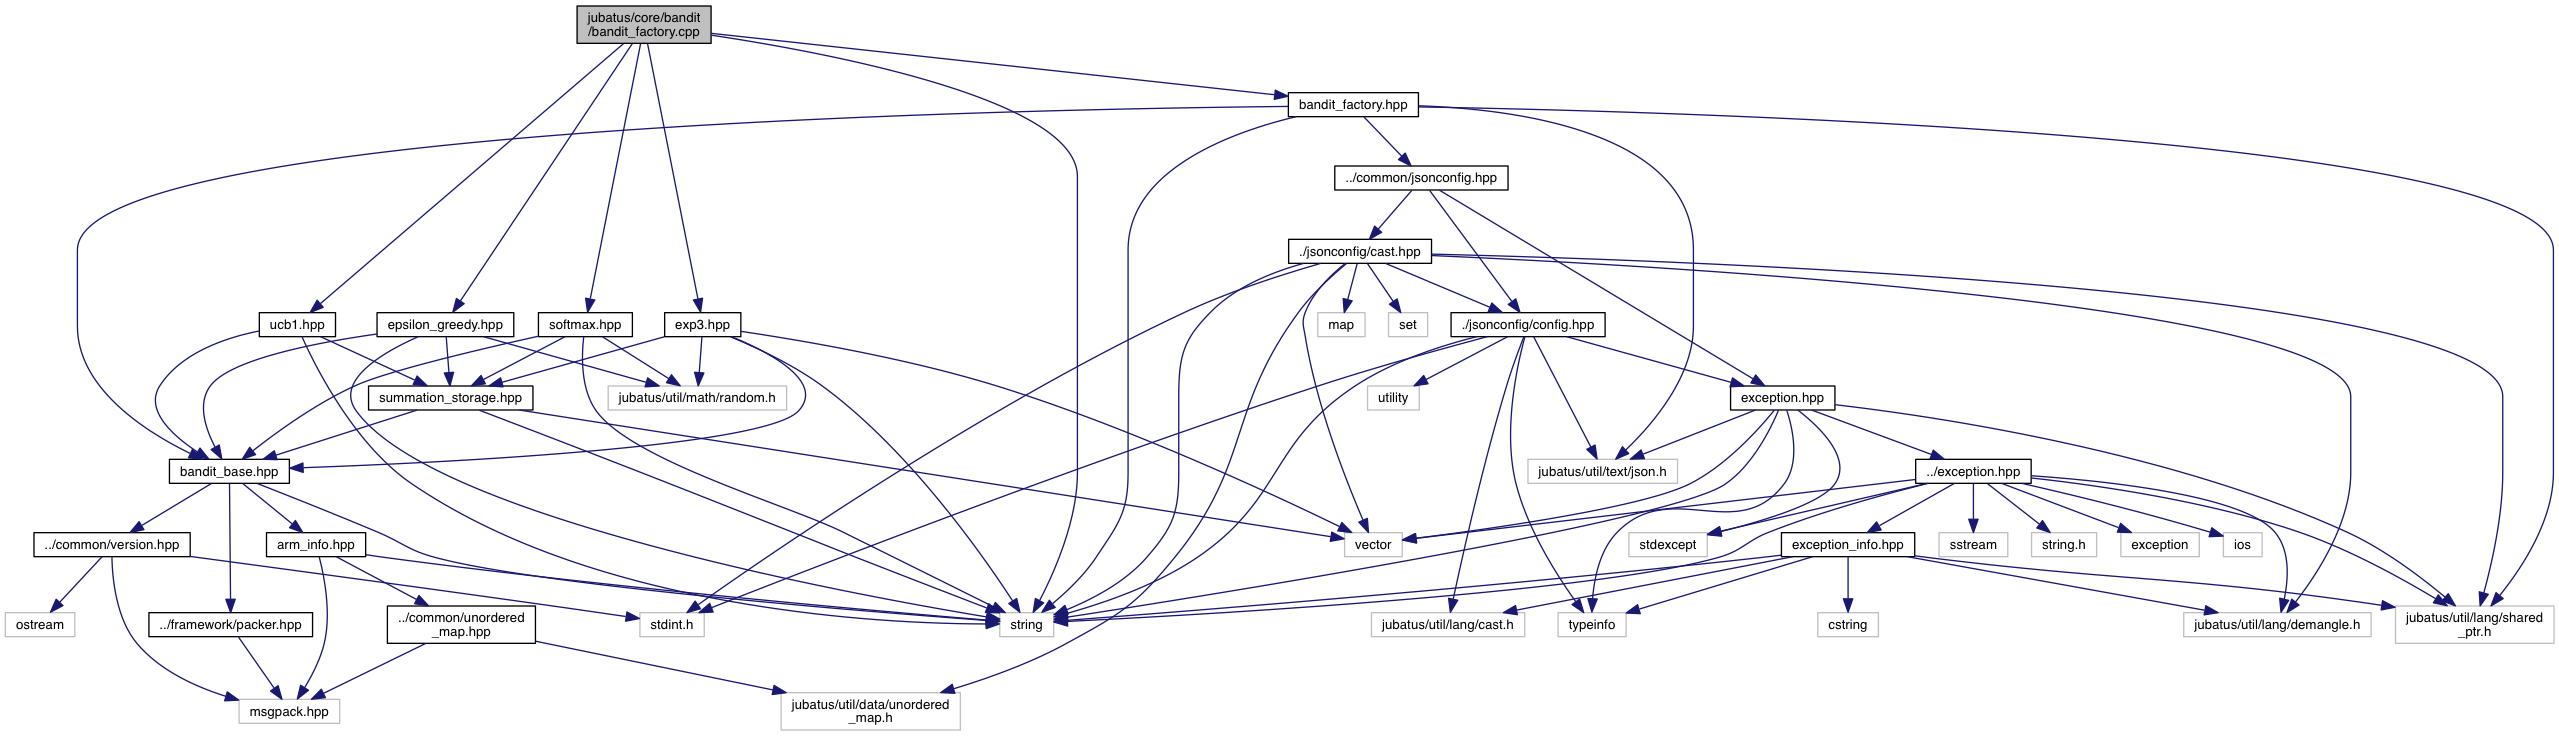 jubatus/core/bandit
/bandit_factory.cpp
bandit_factory.hpp
../common/jsonconfig.hpp
./jsonconfig/cast.hpp
ucb1.hpp
epsilon_greedy.hpp
softmax.hpp
exp3.hpp
map
set
./jsonconfig/config.hpp
summation_storage.hpp
jubatus/util/math/random.h
utility
exception.hpp
bandit_base.hpp
jubatus/util/text/json.h
../exception.hpp
../common/version.hpp
arm_info.hpp
vector
stdexcept
exception_info.hpp
sstream
string.h
exception
ios
ostream
../framework/packer.hpp
../common/unordered
_map.hpp
stdint.h
string
jubatus/util/lang/cast.h
typeinfo
cstring
jubatus/util/lang/demangle.h
jubatus/util/lang/shared
_ptr.h
msgpack.hpp
jubatus/util/data/unordered
_map.h